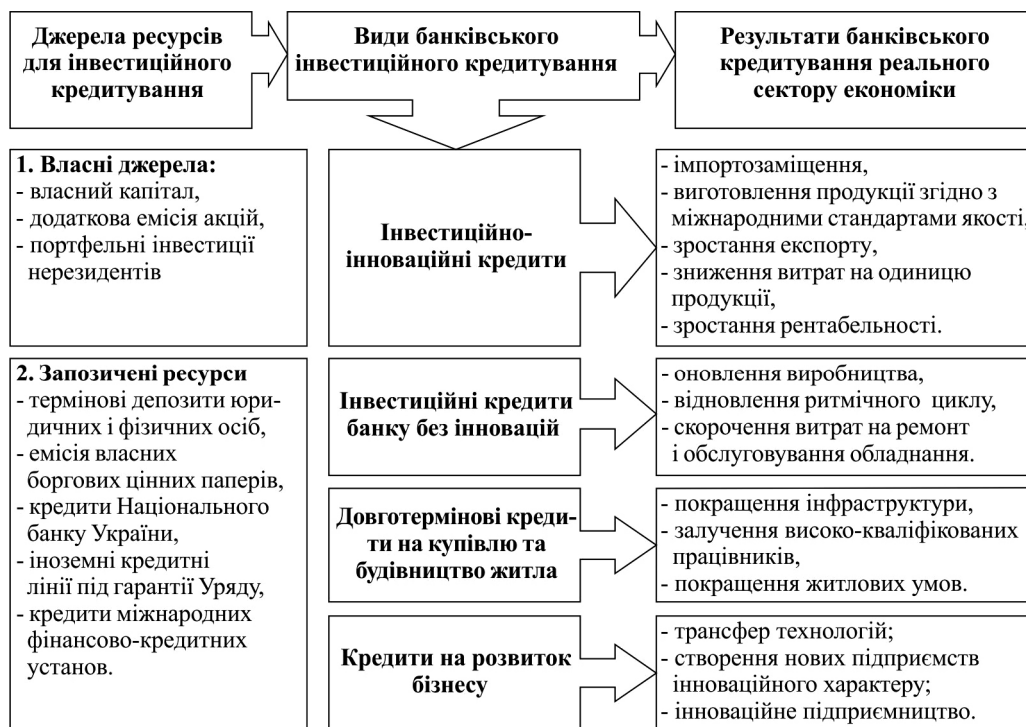 Джерела ресурсів
для інвестиційного
кредитування
Види банківського
інвестиційного кредитування
Результати банківського
кредитування реального
сектору економіки
1. Власні джерела:
- власний капітал,
- додаткова емісія акцій,
- портфельні інвестиції
нерезидентів
2. Запозичені ресурси
- термінові депозити юри-
дичних і фізичних осіб,
- емісія власних
боргових цінних паперів,
- кредити Національного
банку України,
- іноземні кредитні
лінії під гарантії Уряду,
- кредити міжнародних
фінансово-кредитних
установ.
Інвестиційно-
інноваційні кредити
- імпортозаміщення,
- виготовлення продукції згідно з
міжнародними стандартами якості,
- зростання експорту,
- зниження витрат на одиницю
продукції,
- зростання рентабельності.
Інвестиційні кредити
банку без інновацій
- оновлення виробництва,
- відновлення ритмічного циклу,
- скорочення витрат на ремонт
і обслуговування обладнання.
Довготермінові креди-
ти на купівлю та
будівництво житла
- покращення інфраструктури,
- залучення високо-кваліфікованих
працівників,
- покращення житлових умов.
Кредити на розвиток
бізнесу
- трансфер технологій;
- створення нових підприємств
інноваційного характеру;
- інноваційне підприємництво.